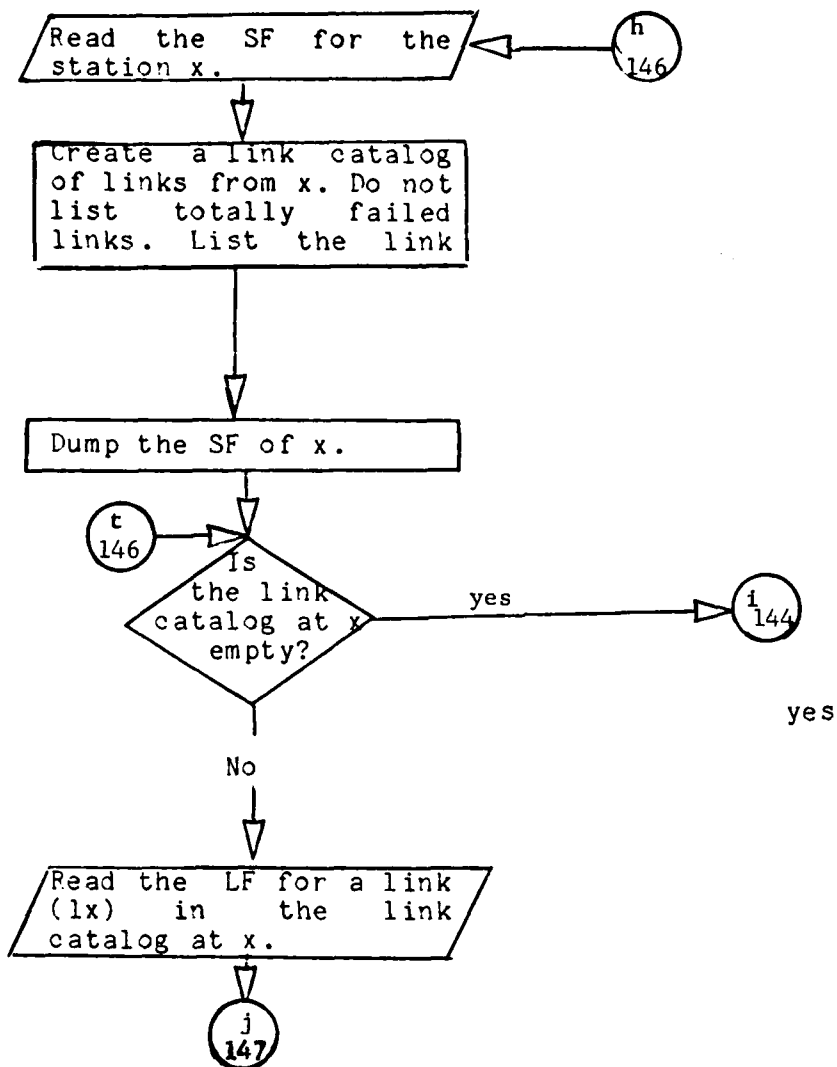 Read the SF for the
station x.
h
146
Create a link catalog
of links from x. Do not
list totally failed
links. List the link
Dump the SF of x.
t
146
Is
the link
catalog at x
empty?
yes
i
144
yes
No
Read the LF for a link
(lx) in the link
catalog at x.
j
147